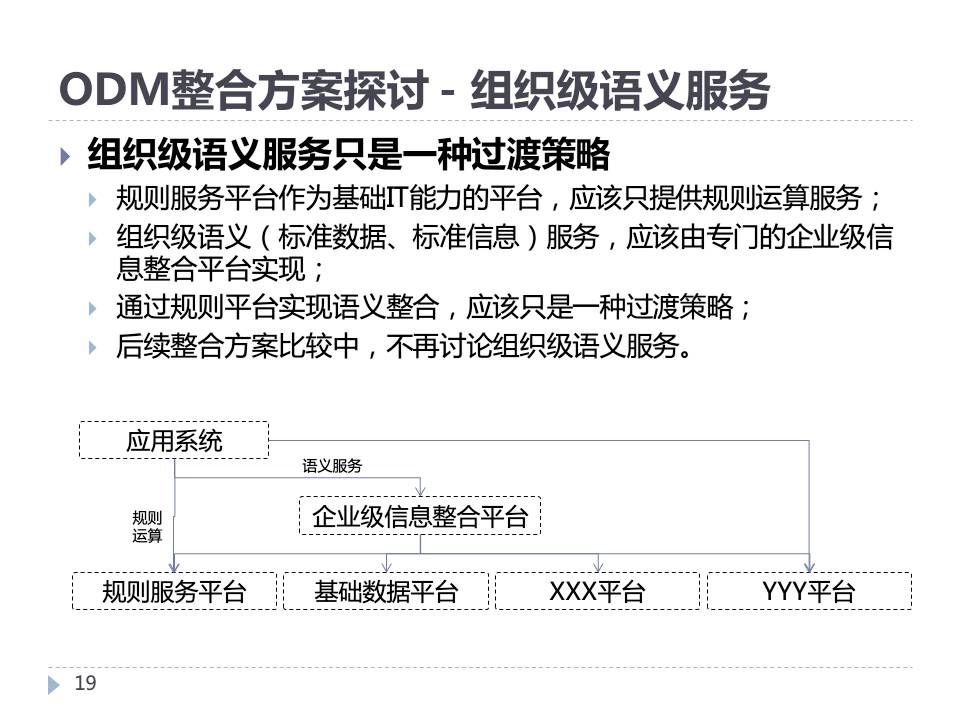 ODM整合方案探讨 - 组织级语义服务
组织级语义服务只是一种过渡策略
规则服务平台作为基础IT能力的平台，应该只提供规则运算服务；
组织级语义（标准数据、标准信息）服务，应该由专门的企业级信
息整合平台实现；
通过规则平台实现语义整合，应该只是一种过渡策略；
后续整合方案比较中，不再讨论组织级语义服务。
应用系统
语义服务
规则
运算
企业级信息整合平台
规则服务平台
基础数据平台
XXX平台
YYY平台
19